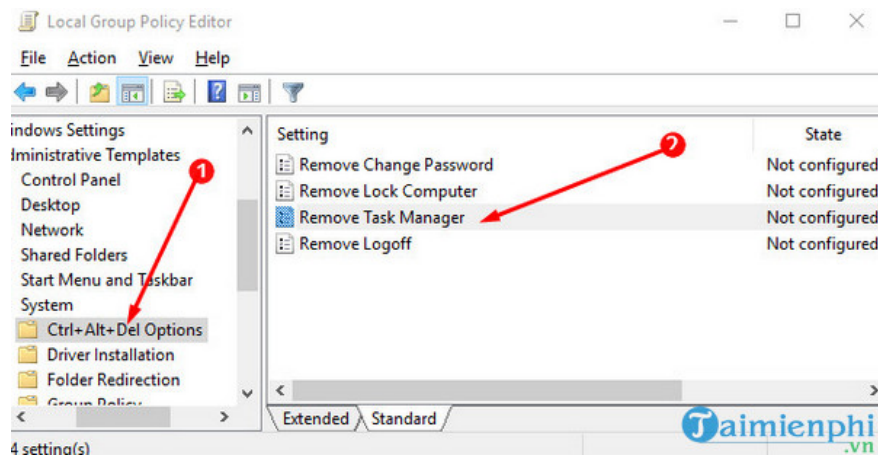 Local Group Policy Editor
File Action View Help
indows Settings
dministrative Templates
Control Panel
Desktop
Network
Shared Folders
Start Menu and Taskbar
System
Ctrl+Alt+Del Options
Driver Installation
Folder Redirection
Group Policy
1
Setting State
2
Remove Change Password Not configured
Remove Lock Computer Not configured
Remove Task Manager Not configured
Remove Logoff Not configured
Extended Standard
4 setting(s)
Taimienphi
.vn